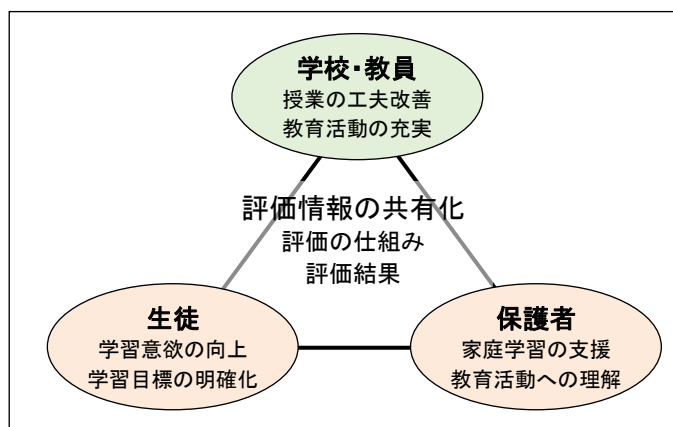 学校・教員
授業の工夫改善
教育活動の充実
評価情報の共有化
評価の仕組み
評価結果
生徒
学習意欲の向上
学習目標の明確化
保護者
家庭学習の支援
教育活動への理解